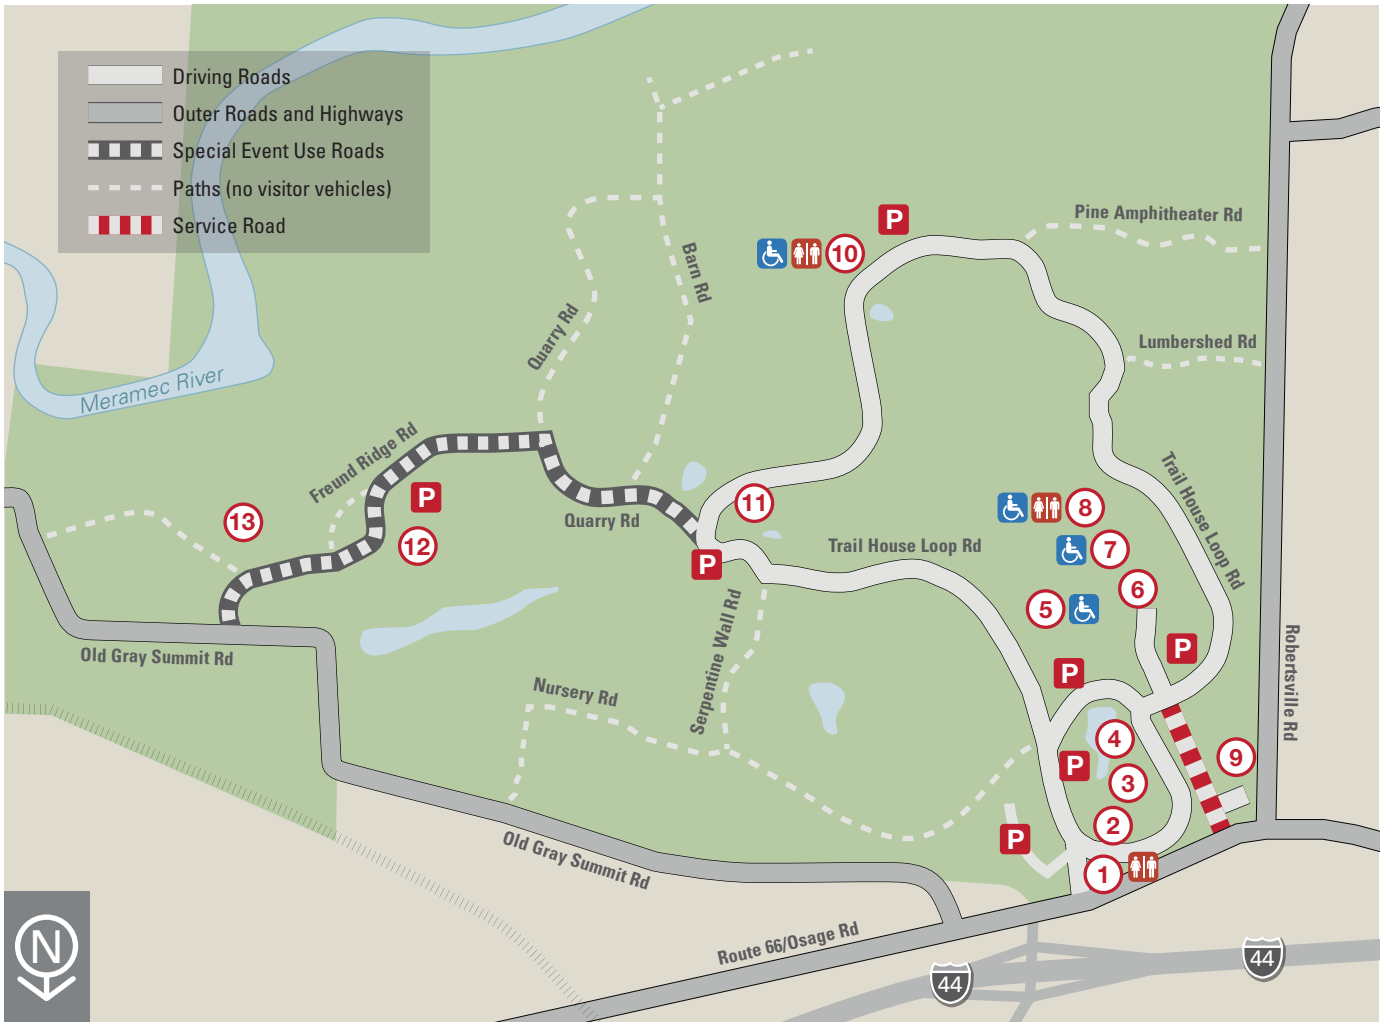 Driving Roads
Outer Roads and Highways
Special Event Use Roads
Paths (no visitor vehicles)
Service Road
Meramec River
P
10
Pine Amphitheater Rd
Barn Rd
Quarry Rd
Lumbershed Rd
Freund Ridge Rd
P
13
12
Quarry Rd
11
P
Trail House Loop Rd
Trail House Loop Rd
8
7
6
5
P
P
Old Gray Summit Rd
Nursery Rd
Serpentine Wall Rd
Robertsville Rd
4
P
3
9
2
P
1
Old Gray Summit Rd
Route 66/Osage Rd
44
44
N